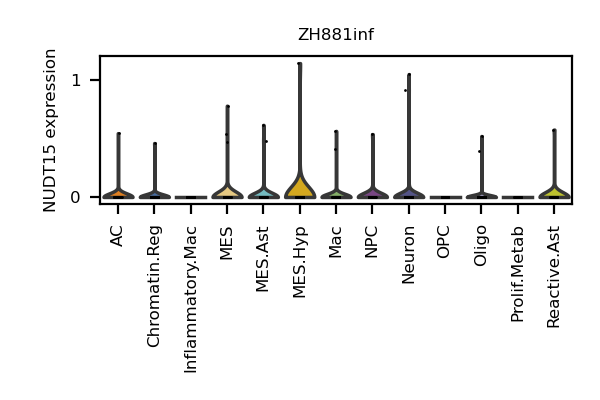 ZH881inf
NUDT15 expression
1
0
AC
Chromatin.Reg
Inflammatory.Mac
MES
MES.Ast
MES.Hyp
Mac
NPC
Neuron
OPC
Oligo
Prolif.Metab
Reactive.Ast